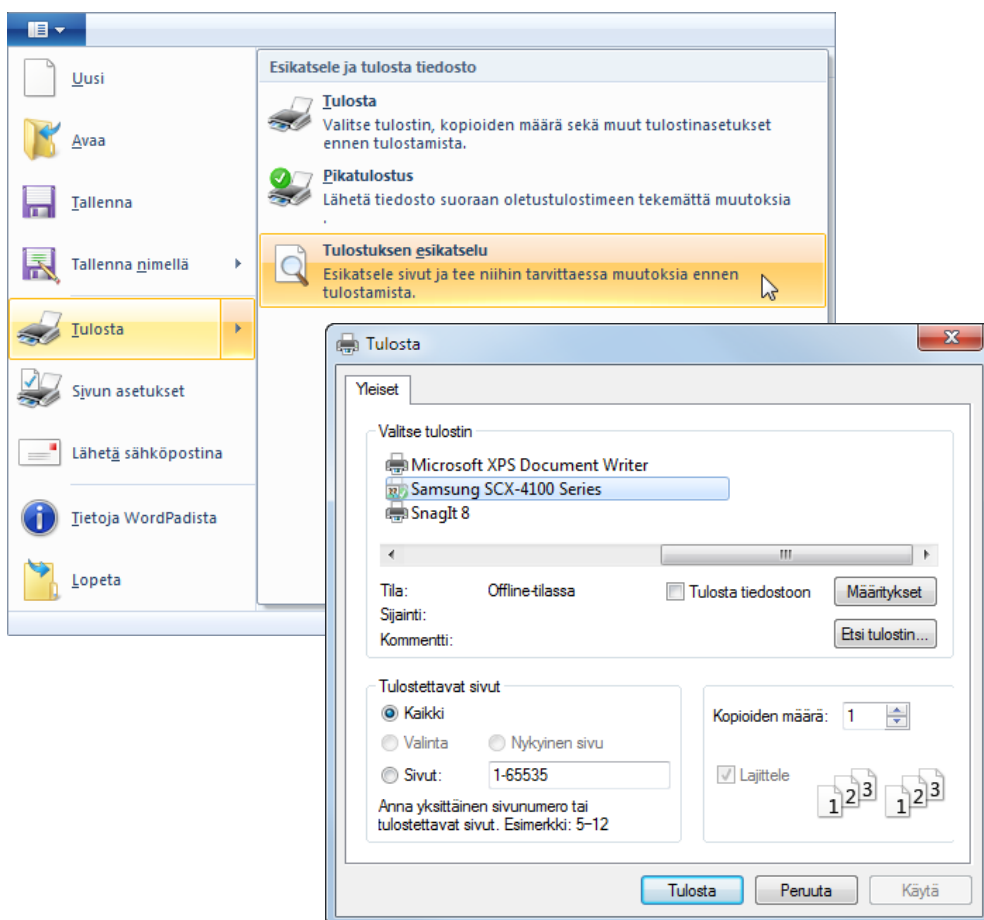 Uusi
Avaa
Tallenna
Tallenna nimellä
Tulosta
Sivun asetukset
Lähetä sähköpostina
Tietoja WordPadista
Lopeta
Esikatsele ja tulosta tiedosto
Tulosta
Valitse tulostin, kopioiden määrä sekä muut tulostinasetukset
ennen tulostamista.
Pikatulostus
Lähetä tiedosto suoraan oletustulostimeen tekemättä muutoksia
.
Tulostuksen esikatselu
Esikatsele sivut ja tee niihin tarvittaessa muutoksia ennen
tulostamista.
Tulosta
Yleiset
Valitse tulostin
Microsoft XPS Document Writer
Samsung SCX-4100 Series
SnagIt 8
Tila: Offline-tilassa
Sijainti:
Kommentti:
Tulosta tiedostoon
Määritykset
Etsi tulostin...
Tulostettavat sivut
Kaikki
Valinta Nykyinen sivu
Sivut: 1-65535
Anna yksittäinen sivunumero tai
tulostettavat sivut. Esimerkki: 5-12
Kopioiden määrä: 1
Lajittele
1 2 3 1 2 3
Tulosta Peruuta Käytä